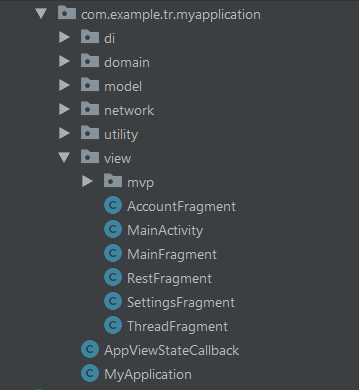 com.example.tr.myapplication
di
domain
model
network
utility
view
mvp
C AccountFragment
C MainActivity
C MainFragment
C RestFragment
C SettingsFragment
C ThreadFragment
C AppViewStateCallback
C MyApplication